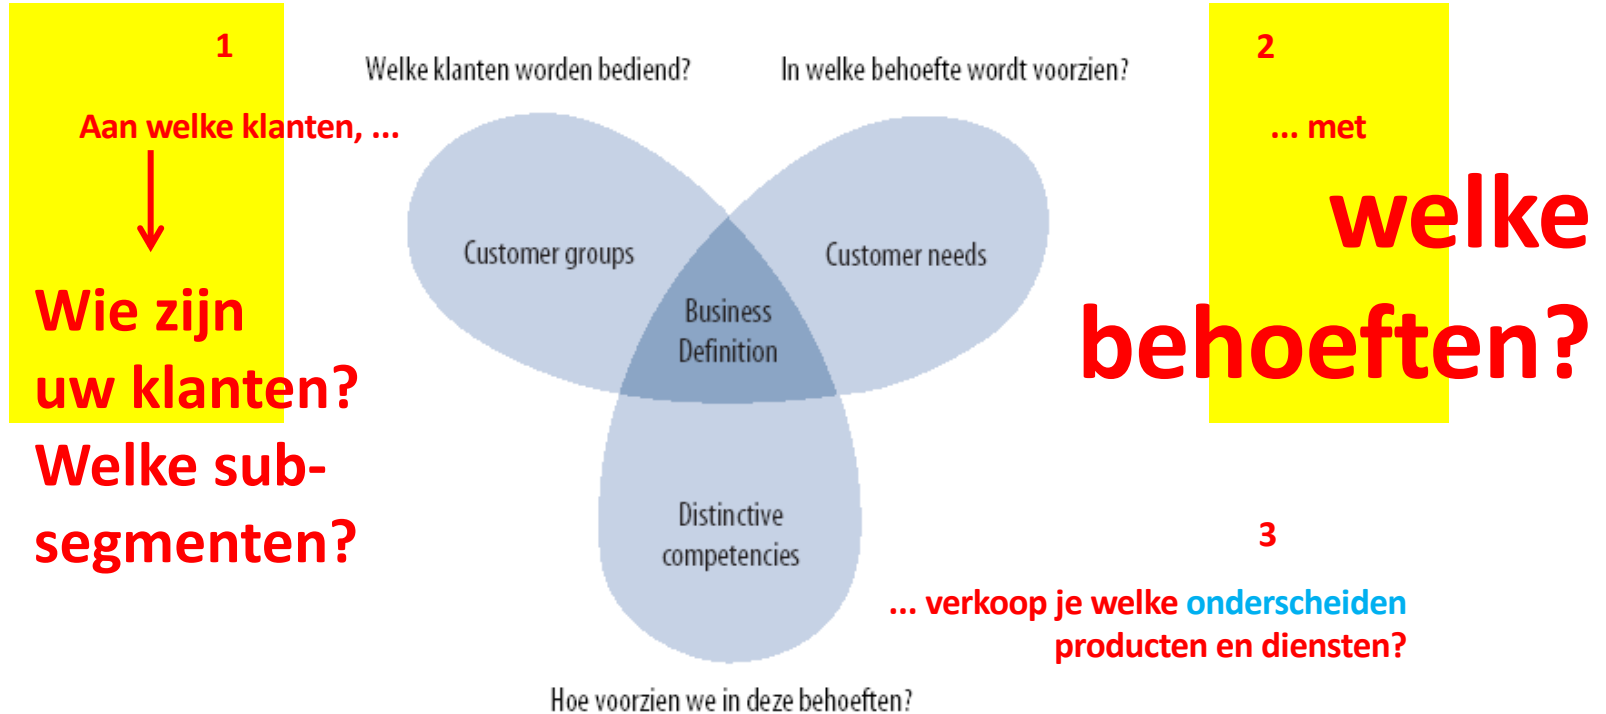 1
Aan welke klanten, ...
Wie zijn
uw klanten?
Welke sub-
segmenten?
Welke klanten worden bediend?
In welke behoefte wordt voorzien?
Customer groups
Customer needs
Business
Definition
Distinctive
competencies
Hoe voorzien we in deze behoeften?
2
... met
welke
behoeften?
3
... verkoop je welke onderscheiden
producten en diensten?